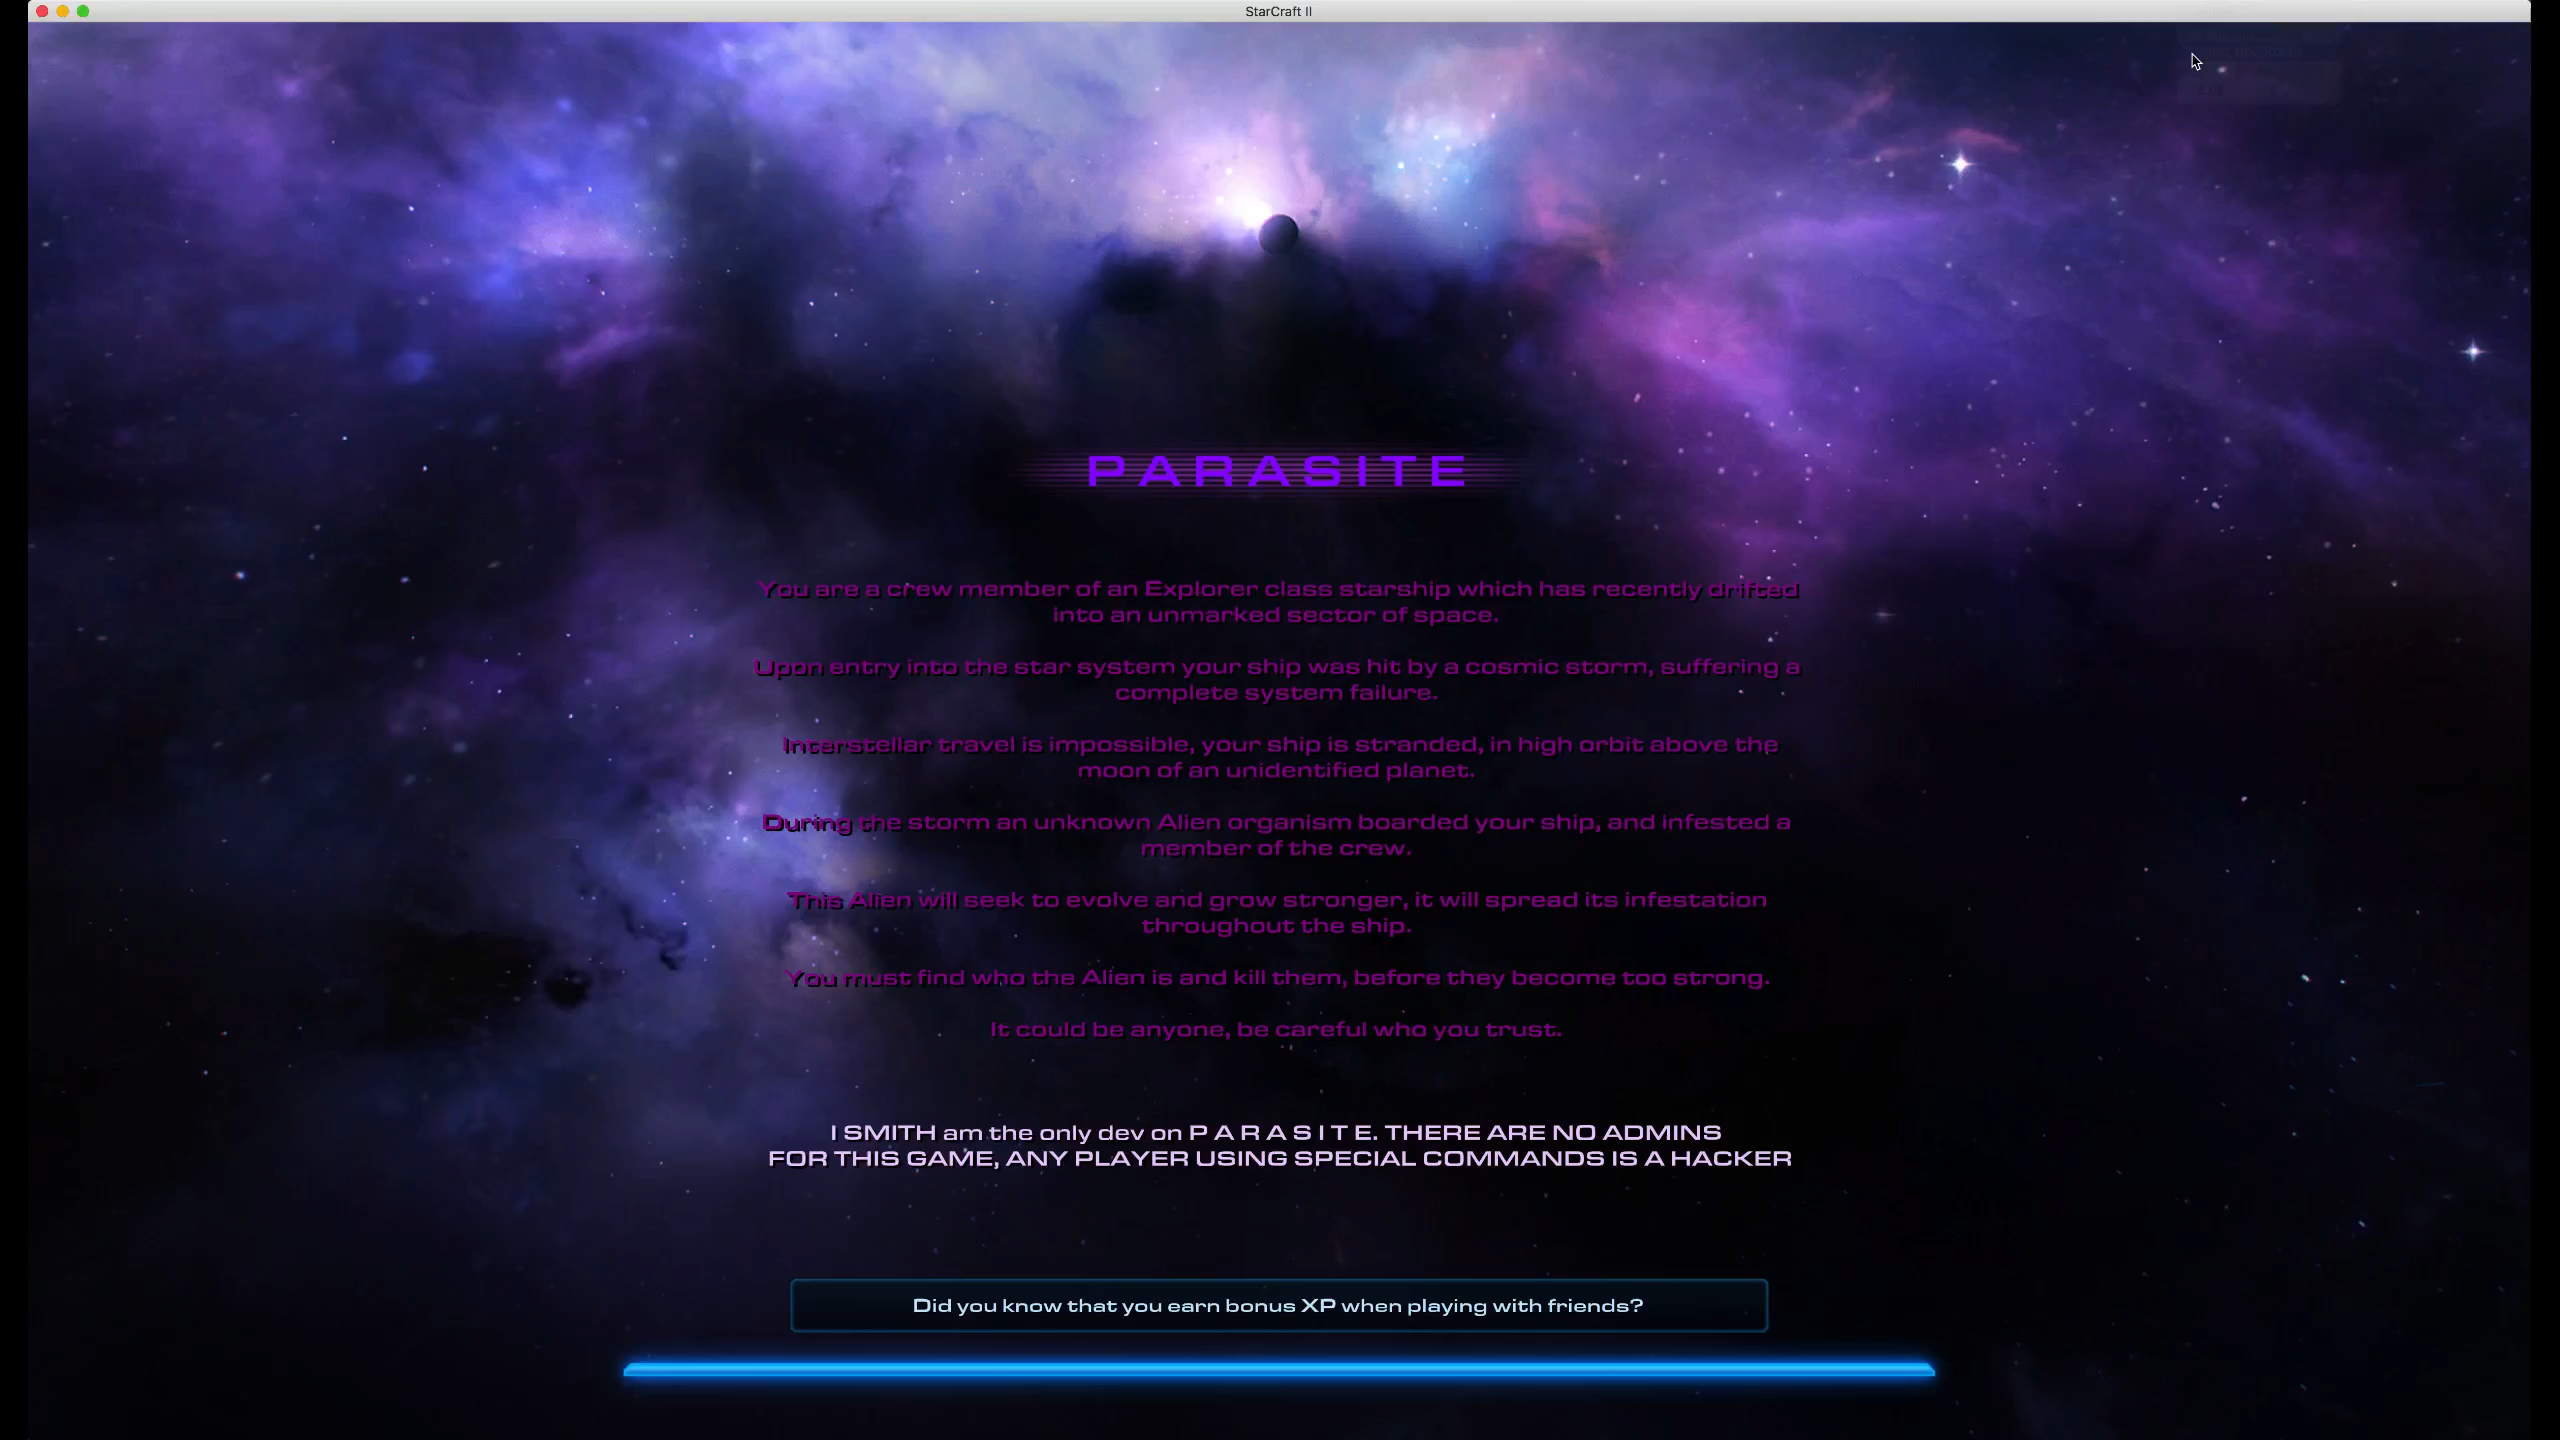 StarCraft II
PARASITE
You are a crew member of an Explorer class starship which has recently drifted
into an unmarked sector of space.
Upon entry into the star system your ship was hit by a cosmic storm, suffering a
complete system failure.
Interstellar travel is impossible, your ship is stranded, in high orbit above the
moon of an unidentified planet.
During the storm an unknown Alien organism boarded your ship, and infested a
member of the crew.
This Alien will seek to evolve and grow stronger, it will spread its infestation
throughout the ship.
You must find who the Alien is and kill them, before they become too strong.
It could be anyone, be careful who you trust.
I SMITH am the only dev on P A R A S I T E. THERE ARE NO ADMINS
FOR THIS GAME, ANY PLAYER USING SPECIAL COMMANDS IS A HACKER
Did you know that you earn bonus XP when playing with friends?